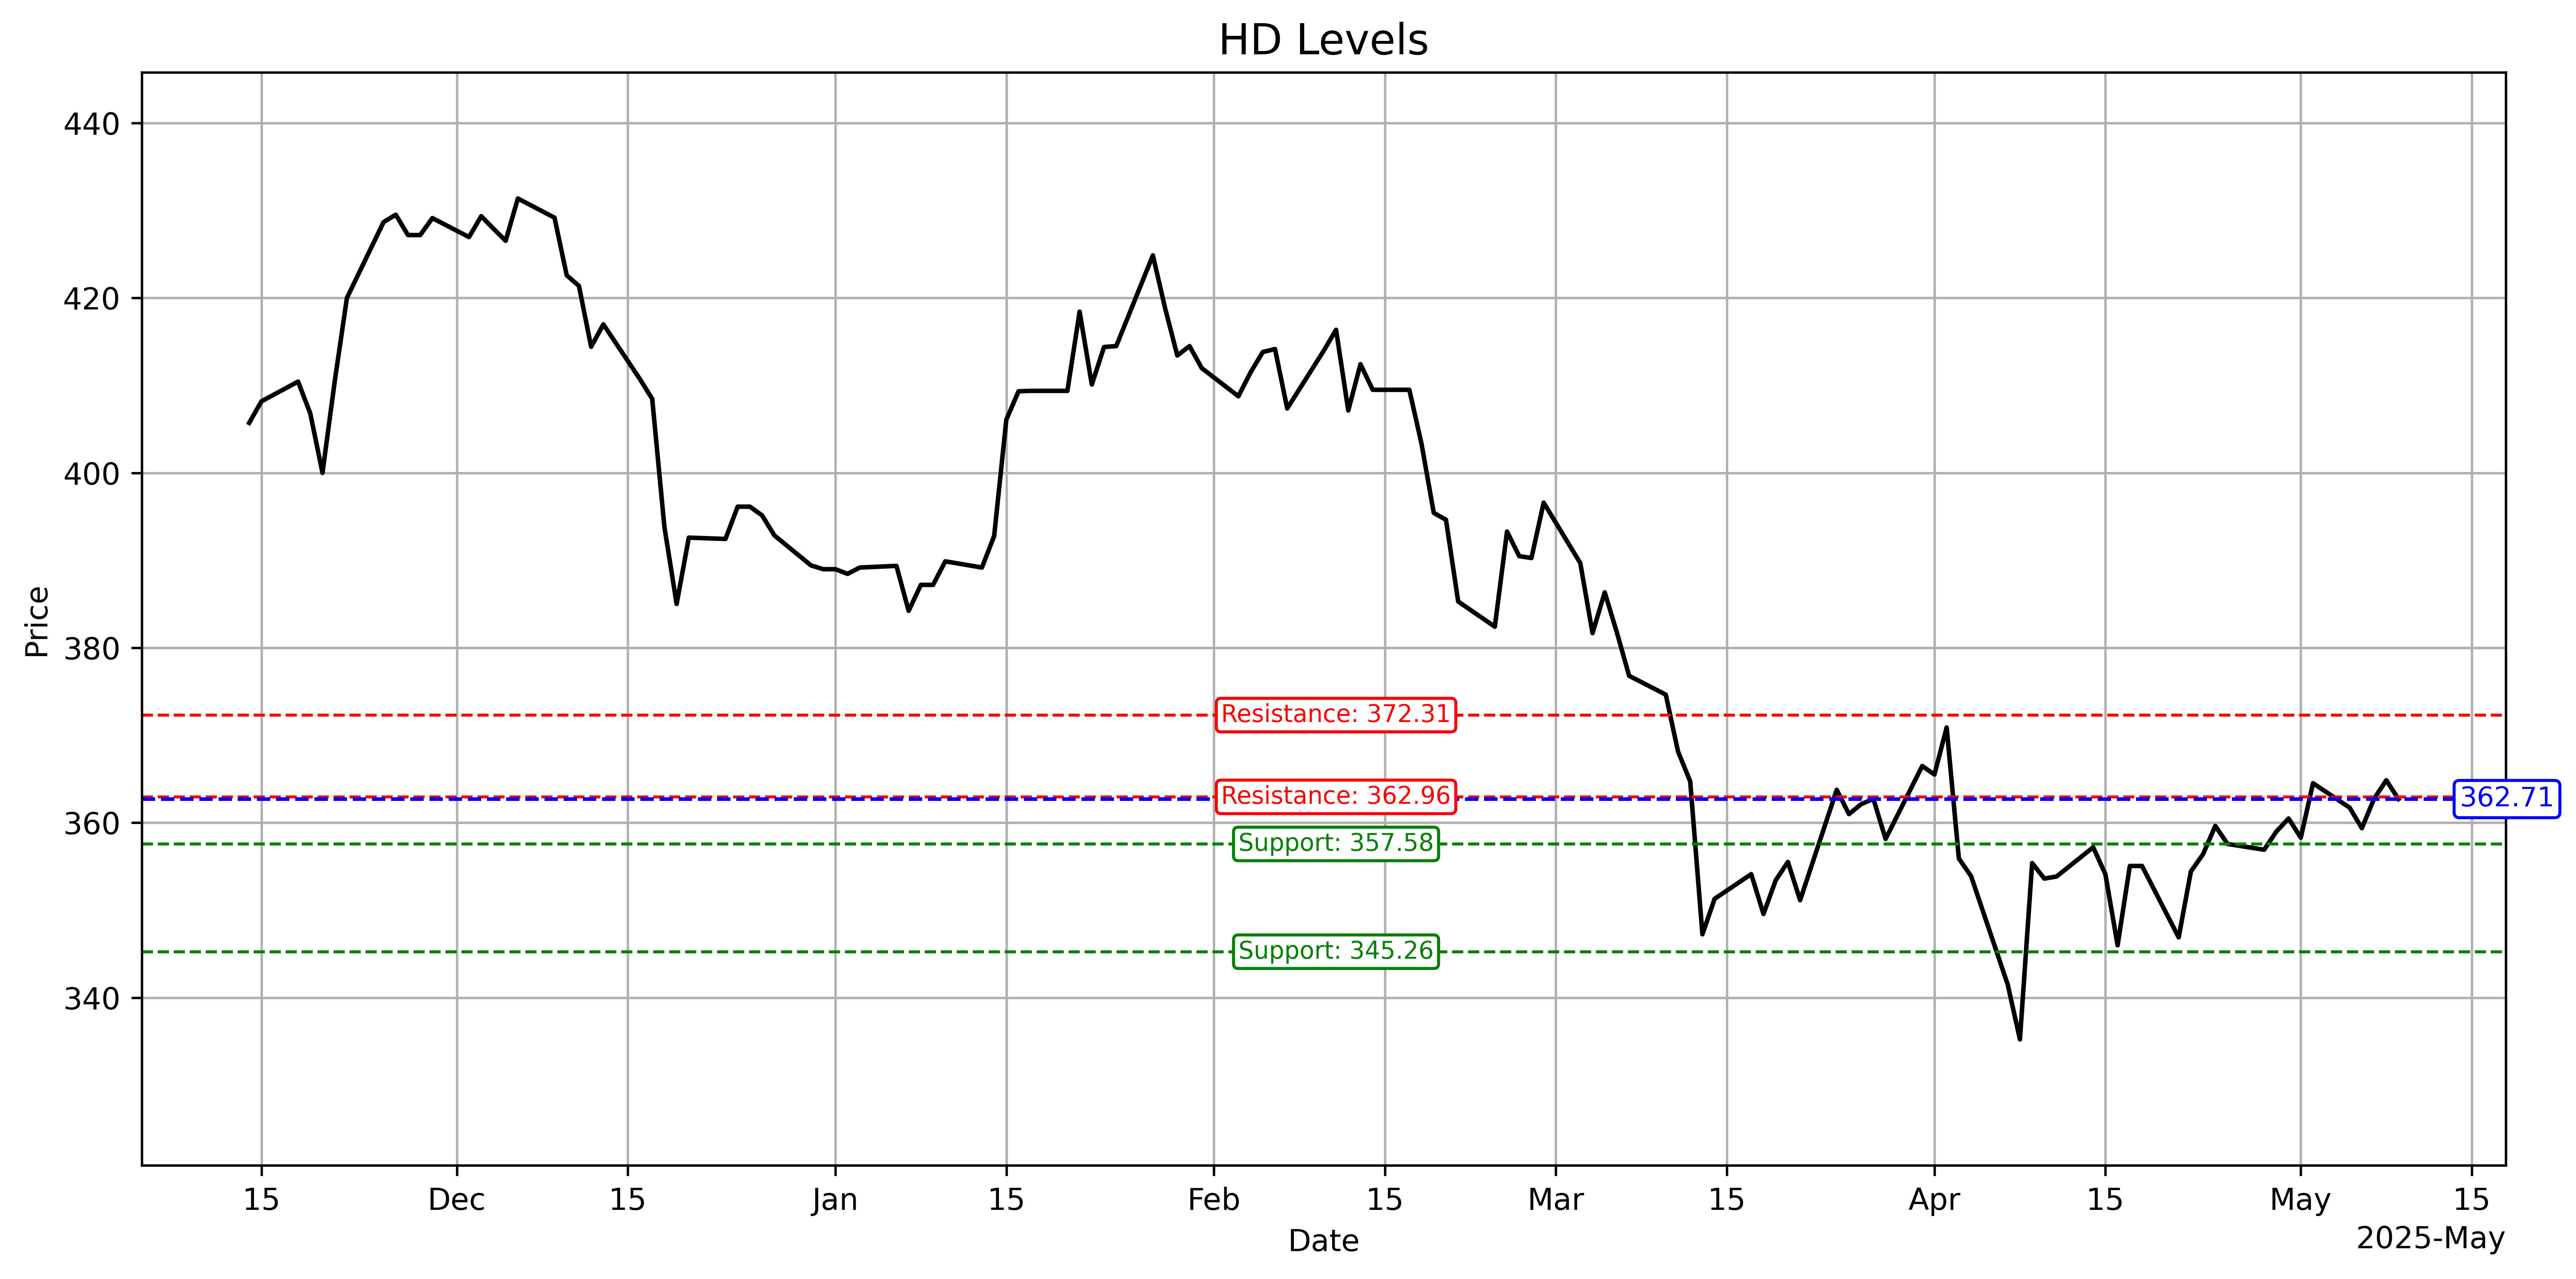 HD Levels
Price
440
420
400
380
360
340
Resistance: 372.31
Resistance: 362.96
362.71
Support: 357.58
Support: 345.26
15 Dec 15 Jan 15 Feb 15 Mar 15 Apr 15 May 15
Date
2025-May